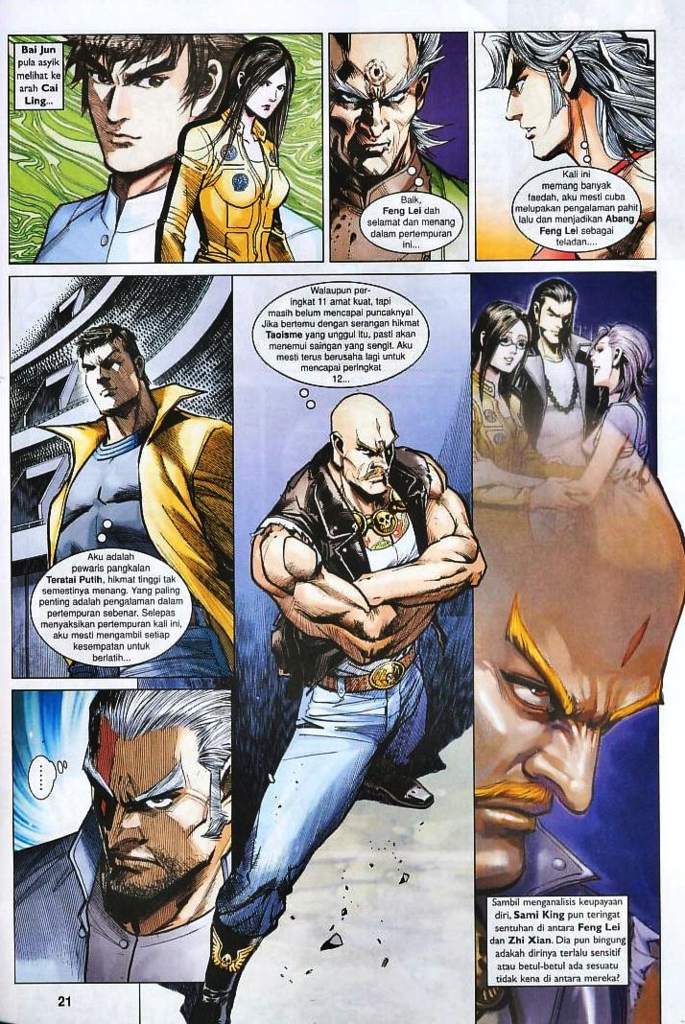 Bai Jun
pula asyik
melihat ke
arah Cai
Ling...
Baik,
Feng Lei dah
selamat dan menang
dalam pertempuran
ini...
Kali ini
memang banyak
faedah, aku mesti cuba
melupakan pengalaman pahit
lalu dan menjadikan Abang
Feng Lei sebagai
teladan....
Aku adalah
pewaris pangkalan
Teratai Putih, hikmat tinggi tak
semestinya menang. Yang paling
penting adalah pengalaman dalam
pertempuran sebenar. Selepas
menyaksikan pertempuran kali ini,
aku mesti mengambil setiap
kesempatan untuk
berlatih...
Walaupun per-
ingkat 11 amat kuat, tapi
masih belum mencapai puncaknya!
Jika bertemu dengan serangan hikmat
Taoisme yang unggul itu, pasti akan
menemui saingan yang sengit. Aku
mesti terus berusaha lagi untuk
mencapai peringkat
12...
......
Sambil menganalisis keupayaan
diri, Sami King pun teringat
sentuhan di antara Feng Lei
dan Zhi Xian. Dia pun bingung
adakah dirinya terlalu sensitif
atau betul-betul ada sesuatu
tidak kena di antara mereka?
21